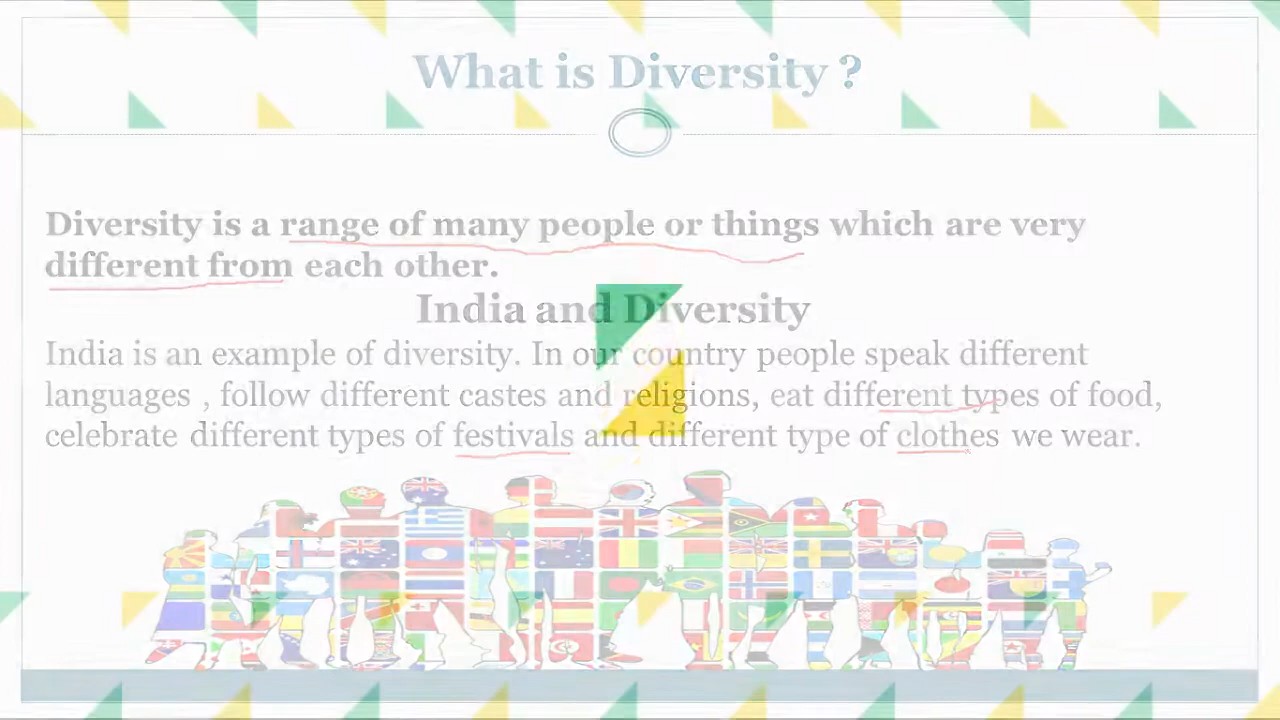 What is Diversity ?
Diversity is a range of many people or things which are very
different from each other.
India and Diversity
India is an example of diversity. In our country people speak different
languages , follow different castes and religions, eat different types of food,
celebrate different types of festivals and different type of clothes we wear.